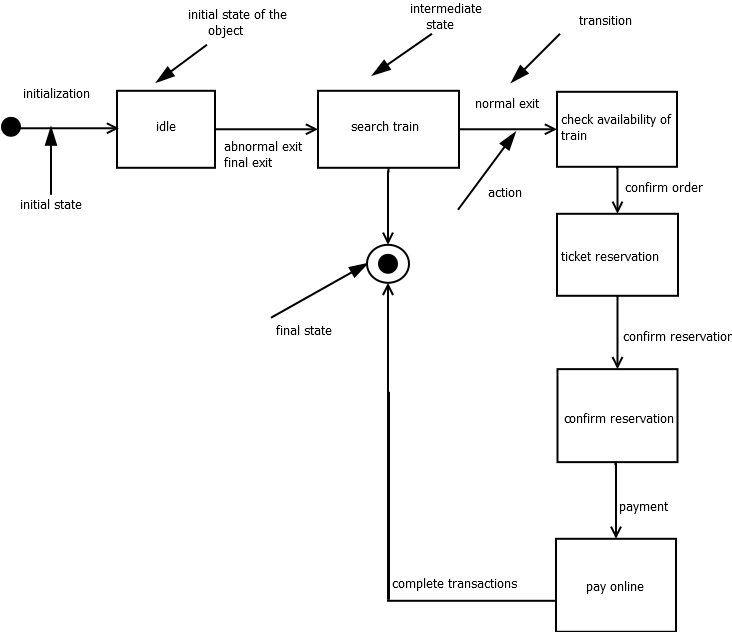 initial state of the
object
intermediate
state
transition
initialization
normal exit
idle
search train
check availability of
train
abnormal exit
final exit
initial state
action
confirm order
ticket reservation
final state
confirm reservation
confirm reservation
payment
complete transactions
pay online